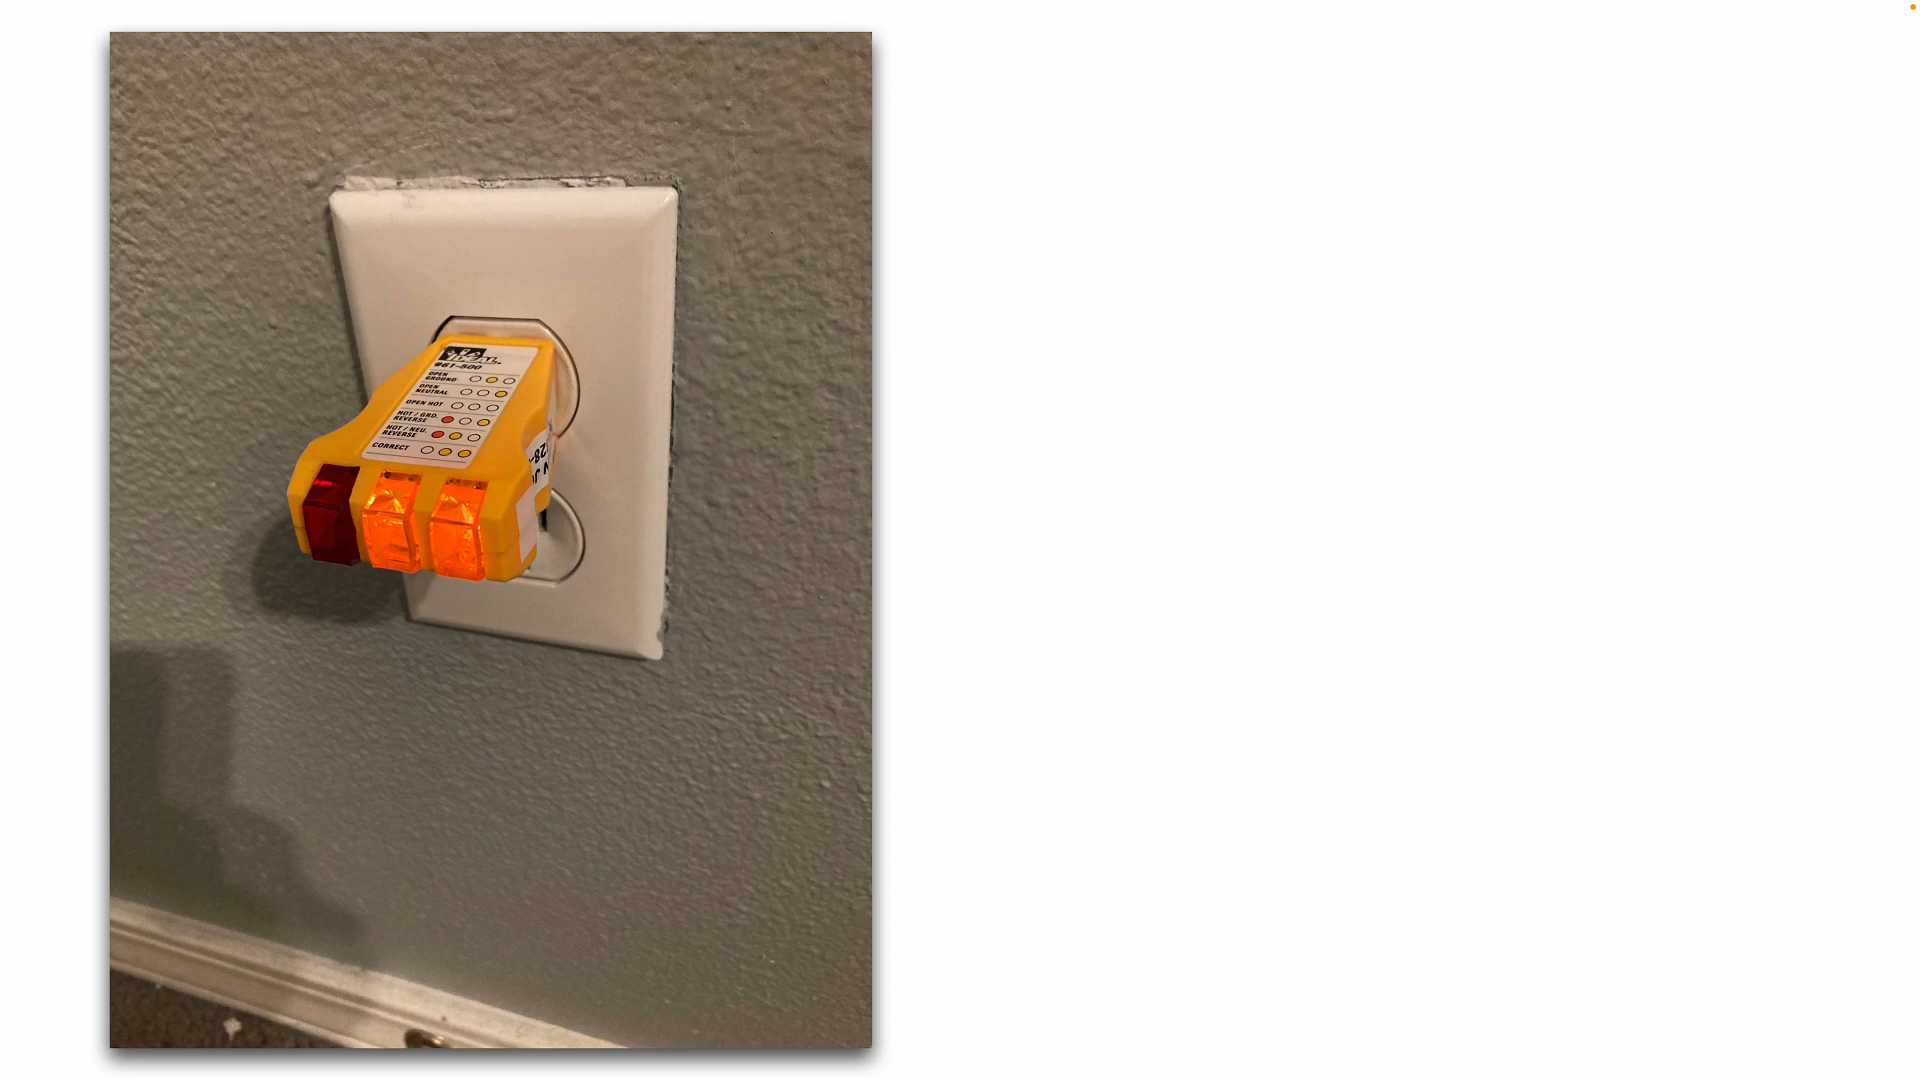 IDEAL
#61-500
OPEN
GROUND
OPEN
NEUTRAL
OPEN HOT
HOT / GRD.
REVERSE
HOT / NEU.
REVERSE
CORRECT